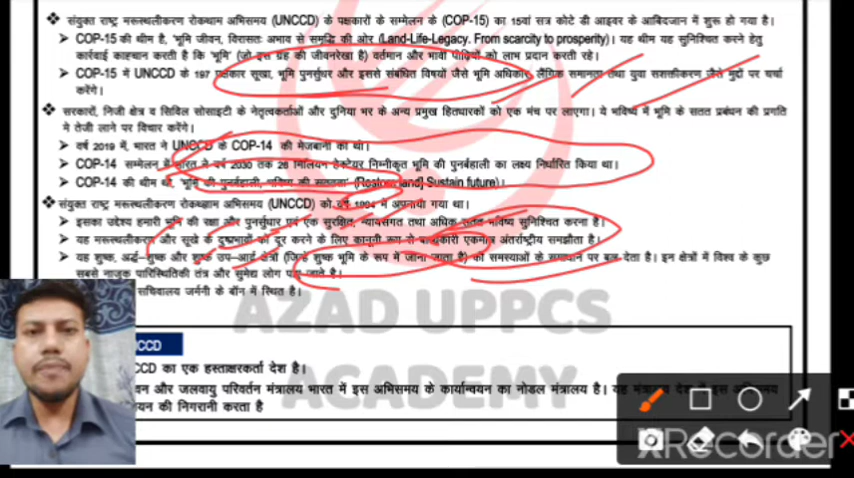 ❖ संयुक्त राष्ट्र मरूस्थलीकरण रोकथाम अभिसमय (UNCCD) के पक्षकारों के सम्मेलन के (COP-15) का 15वां सत्र कोटे डी आइवर के आबिदजान में शुरू हो गया है।
➢ COP-15 की थीम है, 'भूमि जीवन, विरासतः अभाव से समृद्धि की ओर (Land-Life-Legacy. From scarcity to prosperity)। यह थीम यह सुनिश्चित करने हेतु
कार्रवाई काह्चान करती है कि 'भूमि' (जो इस ग्रह की जीवनरेखा है) वर्तमान और भावी पीढ़ियों को लाभ प्रदान करती रहे।
➢ COP-15 में UNCCD के 197 पक्षकार सूखा, भूमि पुनर्सुधर और इससे संबंधित विषयों जैसे भूमि अधिकार, लैंगिक समानता तथा युवा सशक्तीकरण जैसे मुद्दों पर चर्चा
करेंगे।
❖ सरकारों, निजी क्षेत्र व सिविल सोसाइटी के नेतृत्वकर्ताओं और दुनिया भर के अन्य प्रमुख हितधारकों को एक मंच पर लाएगा। ये भविष्य में भूमि के सतत प्रबंधन की प्रगति
मे तेजी लाने पर विचार करेंगे।
➢ वर्ष 2019 में, भारत ने UNCCD के COP-14 की मेजबानी का था।
➢ COP-14 सम्मेलन में भारत ने वर्ष 2030 तक 26 मिलियन हेक्टेयर निम्नीकृत भूमि की पुनर्बहाली का लक्ष्य निर्धारित किया था।
➢ COP-14 की थीम थी, 'भूमि की पुनर्बहाली, भविष्य की सततता' (Restore land] Sustain future)।
❖ संयुक्त राष्ट्र मरूस्थलीकरण रोकथाम अभिसमय (UNCCD) को वर्ष 1994 में अपनाया गया था।
➢ इसका उद्देश्य हमारी भूमि की रक्षा और पुनर्सुधार एवं एक सुरक्षित, न्यायसंगत तथा अधिक सतत भविष्य सुनिश्चित करना है।
➢ यह मरूस्थलीकरण और सूखे के दुष्प्रभावों को दूर करने के लिए कानूनी रूप से बाध्यकारी एकमात्र अंतर्राष्ट्रीय समझौता है।
➢ यह शुष्क, अर्द्ध-शुष्क और शुष्क उप-आर्द्र क्षेत्रों (जिन्हें शुष्क भूमि के रूप में जाना जाता है) की समस्याओं के समाधान पर बल देता है। इन क्षेत्रों में विश्व के कुछ
सबसे नाजुक पारिस्थितिकी तंत्र और सुमेद्य लोग पाए जाते है।
सचिवालय जर्मनी के बॉन में स्थित है।
AZAD UPPCS
ACADEMY
CCD
CCD का एक हस्ताक्षरकर्ता देश है।
वन और जलवायु परिवर्तन मंत्रालय भारत में इस अभिसमय के कार्यान्वयन का नोडल मंत्रालय है। यह मंत्रालय देश में इस अभिसमय
यन की निगरानी करता है
XRecorder